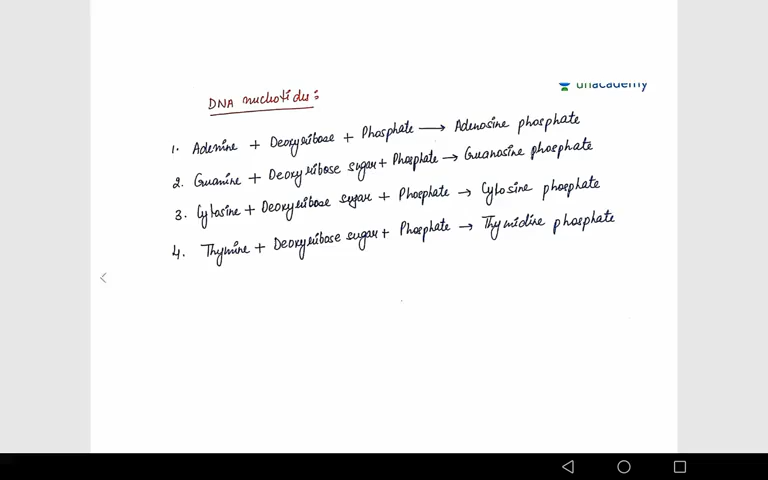 unacademy
DNA nucleotides:
1. Adenine + Deoxyribose + Phosphate → Adenosine phosphate
2. Guanine + Deoxyribose sugar + Phosphate → Guanosine phosphate
3. Cytosine + Deoxyribose sugar + Phosphate → Cytosine phosphate
4. Thymine + Deoxyribose sugar + Phosphate → Thymidine phosphate